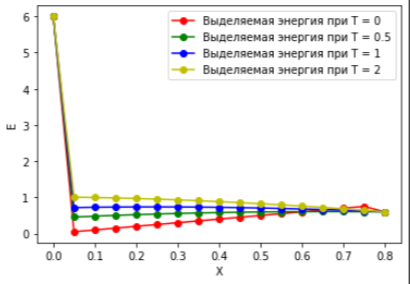 6
5
4
3
2
1
0
E
Выделяемая энергия при T = 0
Выделяемая энергия при T = 0.5
Выделяемая энергия при T = 1
Выделяемая энергия при T = 2
0.0 0.1 0.2 0.3 0.4 0.5 0.6 0.7 0.8
X